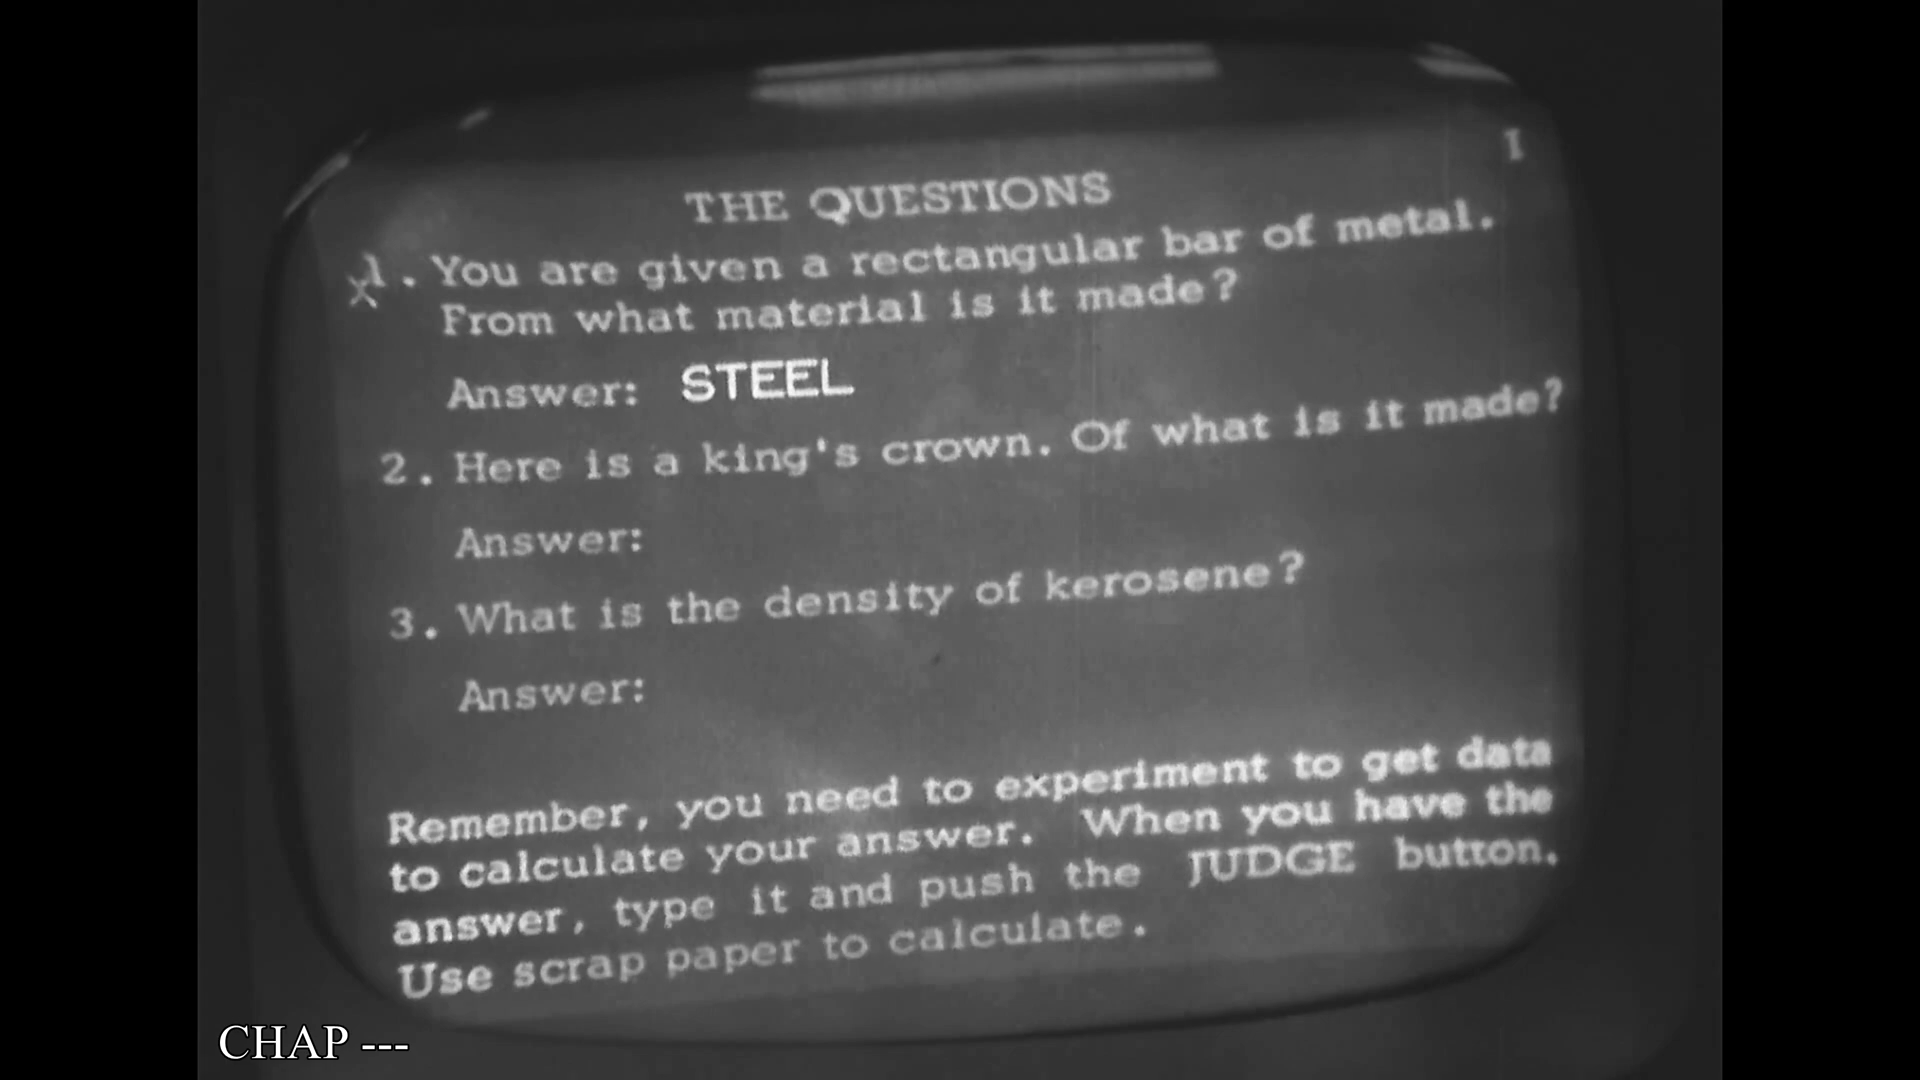 I
THE QUESTIONS
x1. You are given a rectangular bar of metal.
From what material is it made?
Answer: STEEL
2. Here is a king's crown. Of what is it made?
Answer:
3. What is the density of kerosene?
Answer:
Remember, you need to experiment to get data
to calculate your answer. When you have the
answer, type it and push the JUDGE button.
Use scrap paper to calculate.
CHAP ---